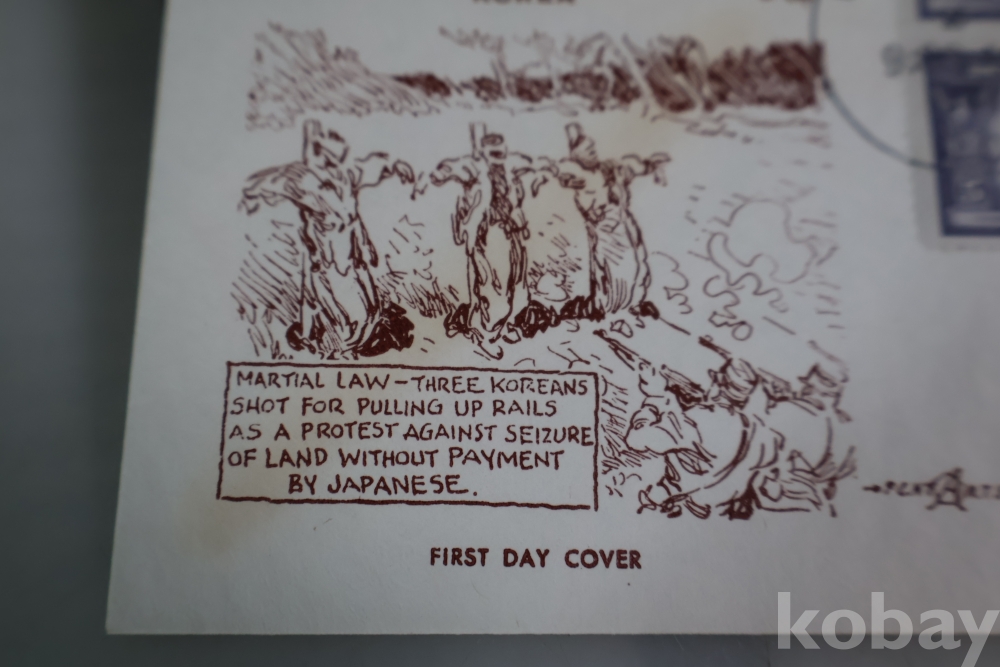 MARTIAL LAW – THREE KOREANS
SHOT FOR PULLING UP RAILS
AS A PROTEST AGAINST SEIZURE
OF LAND WITHOUT PAYMENT
BY JAPANESE.
FIRST DAY COVER
kobay